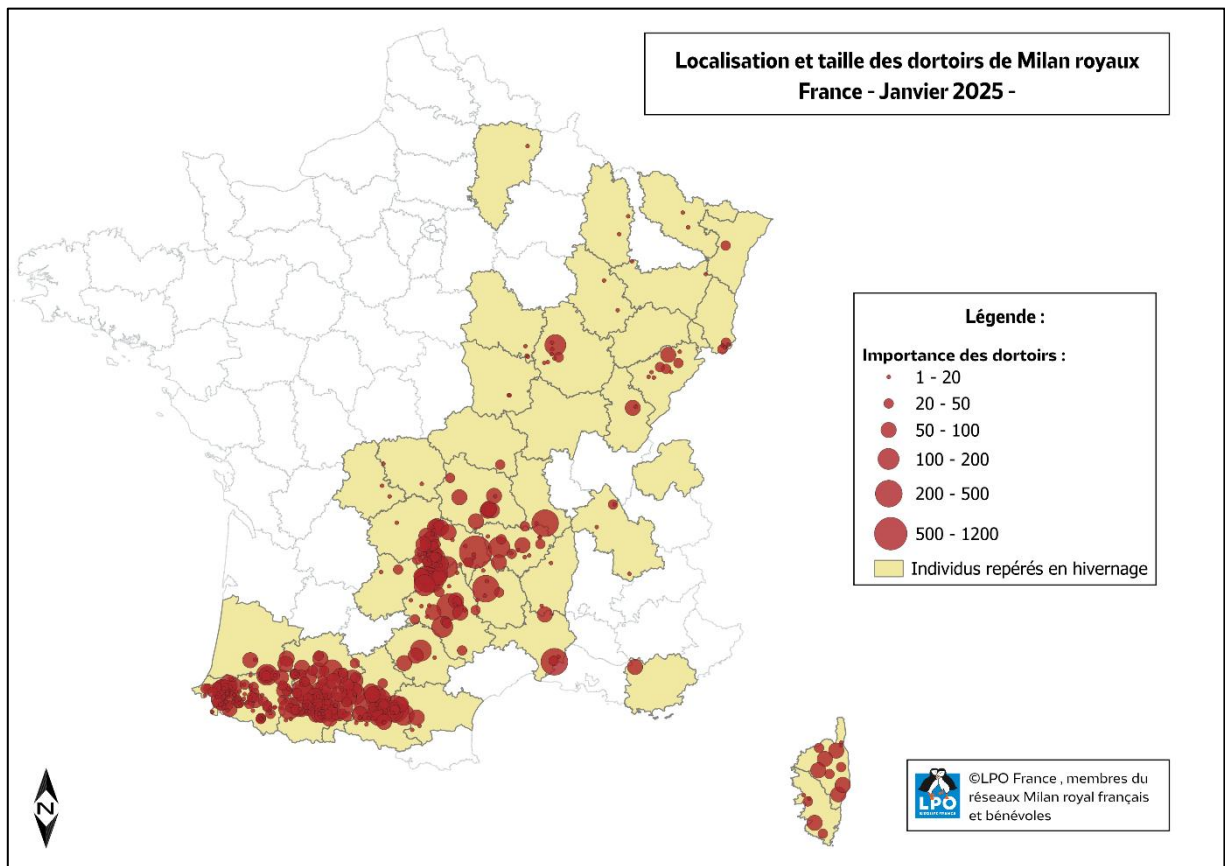 Localisation et taille des dortoirs de Milan royaux
France - Janvier 2025 -
Légende :
Importance des dortoirs :
1 - 20
20 - 50
50 - 100
100 - 200
200 - 500
500 - 1200
Individus repérés en hivernage
N
LPO
©LPO France , membres du
réseaux Milan royal français
et bénévoles